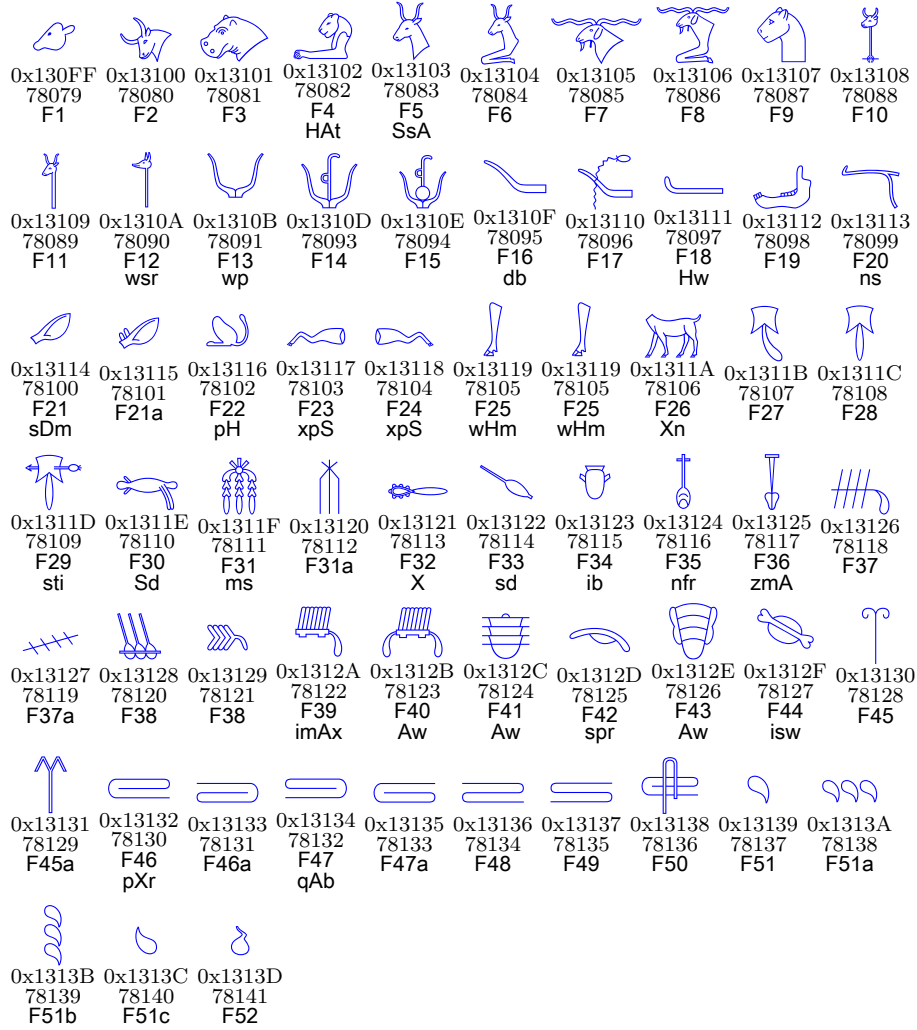 0x130FF 0x13100 0x13101 0x13102 0x13103 0x13104 0x13105 0x13106 0x13107 0x13108
78079 78080 78081 78082 78083 78084 78085 78086 78087 78088
F1 F2 F3 F4 F5 F6 F7 F8 F9 F10
HAt SsA
0x13109 0x1310A 0x1310B 0x1310D 0x1310E 0x1310F 0x13110 0x13111 0x13112 0x13113
78089 78090 78091 78093 78094 78095 78096 78097 78098 78099
F11 F12 F13 F14 F15 F16 F17 F18 F19 F20
wsr wp db Hw ns
0x13114 0x13115 0x13116 0x13117 0x13118 0x13119 0x13119 0x1311A 0x1311B 0x1311C
78100 78101 78102 78103 78104 78105 78105 78106 78107 78108
F21 F21a F22 F23 F24 F25 F25 F26 F27 F28
sDm pH xpS xpS wHm wHm Xn
0x1311D 0x1311E 0x1311F 0x13120 0x13121 0x13122 0x13123 0x13124 0x13125 0x13126
78109 78110 78111 78112 78113 78114 78115 78116 78117 78118
F29 F30 F31 F31a F32 F33 F34 F35 F36 F37
sti Sd ms X sd ib nfr zmA
0x13127 0x13128 0x13129 0x1312A 0x1312B 0x1312C 0x1312D 0x1312E 0x1312F 0x13130
78119 78120 78121 78122 78123 78124 78125 78126 78127 78128
F37a F38 F38 F39 F40 F41 F42 F43 F44 F45
imAx Aw Aw spr Aw isw
0x13131 0x13132 0x13133 0x13134 0x13135 0x13136 0x13137 0x13138 0x13139 0x1313A
78129 78130 78131 78132 78133 78134 78135 78136 78137 78138
F45a F46 F46a F47 F47a F48 F49 F50 F51 F51a
pXr qAb
0x1313B 0x1313C 0x1313D
78139 78140 78141
F51b F51c F52